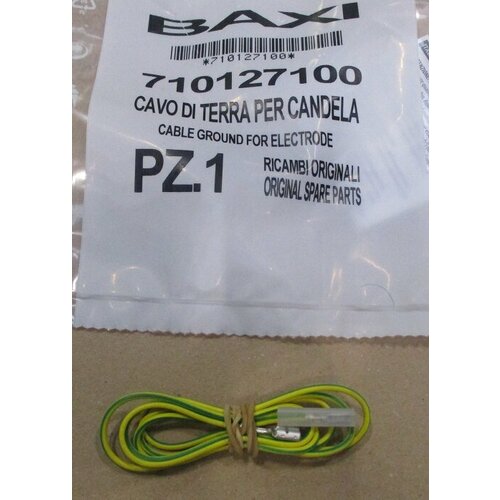 BAXI
*710127100*
710127100
CAVO DI TERRA PER CANDELA
CABLE GROUND FOR ELECTRODE
PZ.1
RICAMBI ORIGINALI
ORIGINAL SPARE PARTS